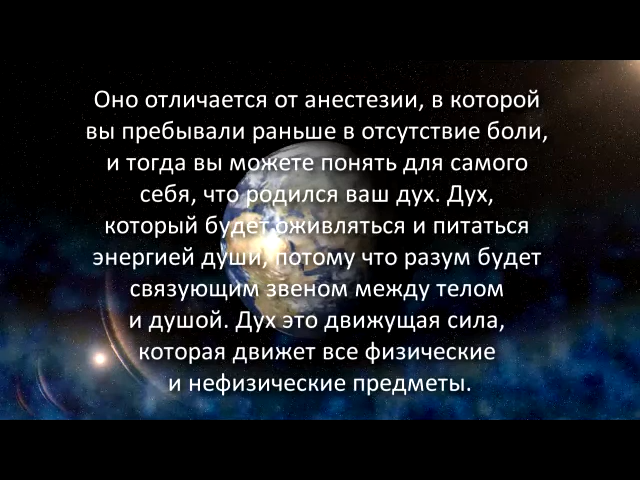 Оно отличается от анестезии, в которой
вы пребывали раньше в отсутствие боли,
и тогда вы можете понять для самого
себя, что родился ваш дух. Дух,
который будет оживляться и питаться
энергией души, потому что разум будет
связующим звеном между телом
и душой. Дух это движущая сила,
которая движет все физические
и нефизические предметы.